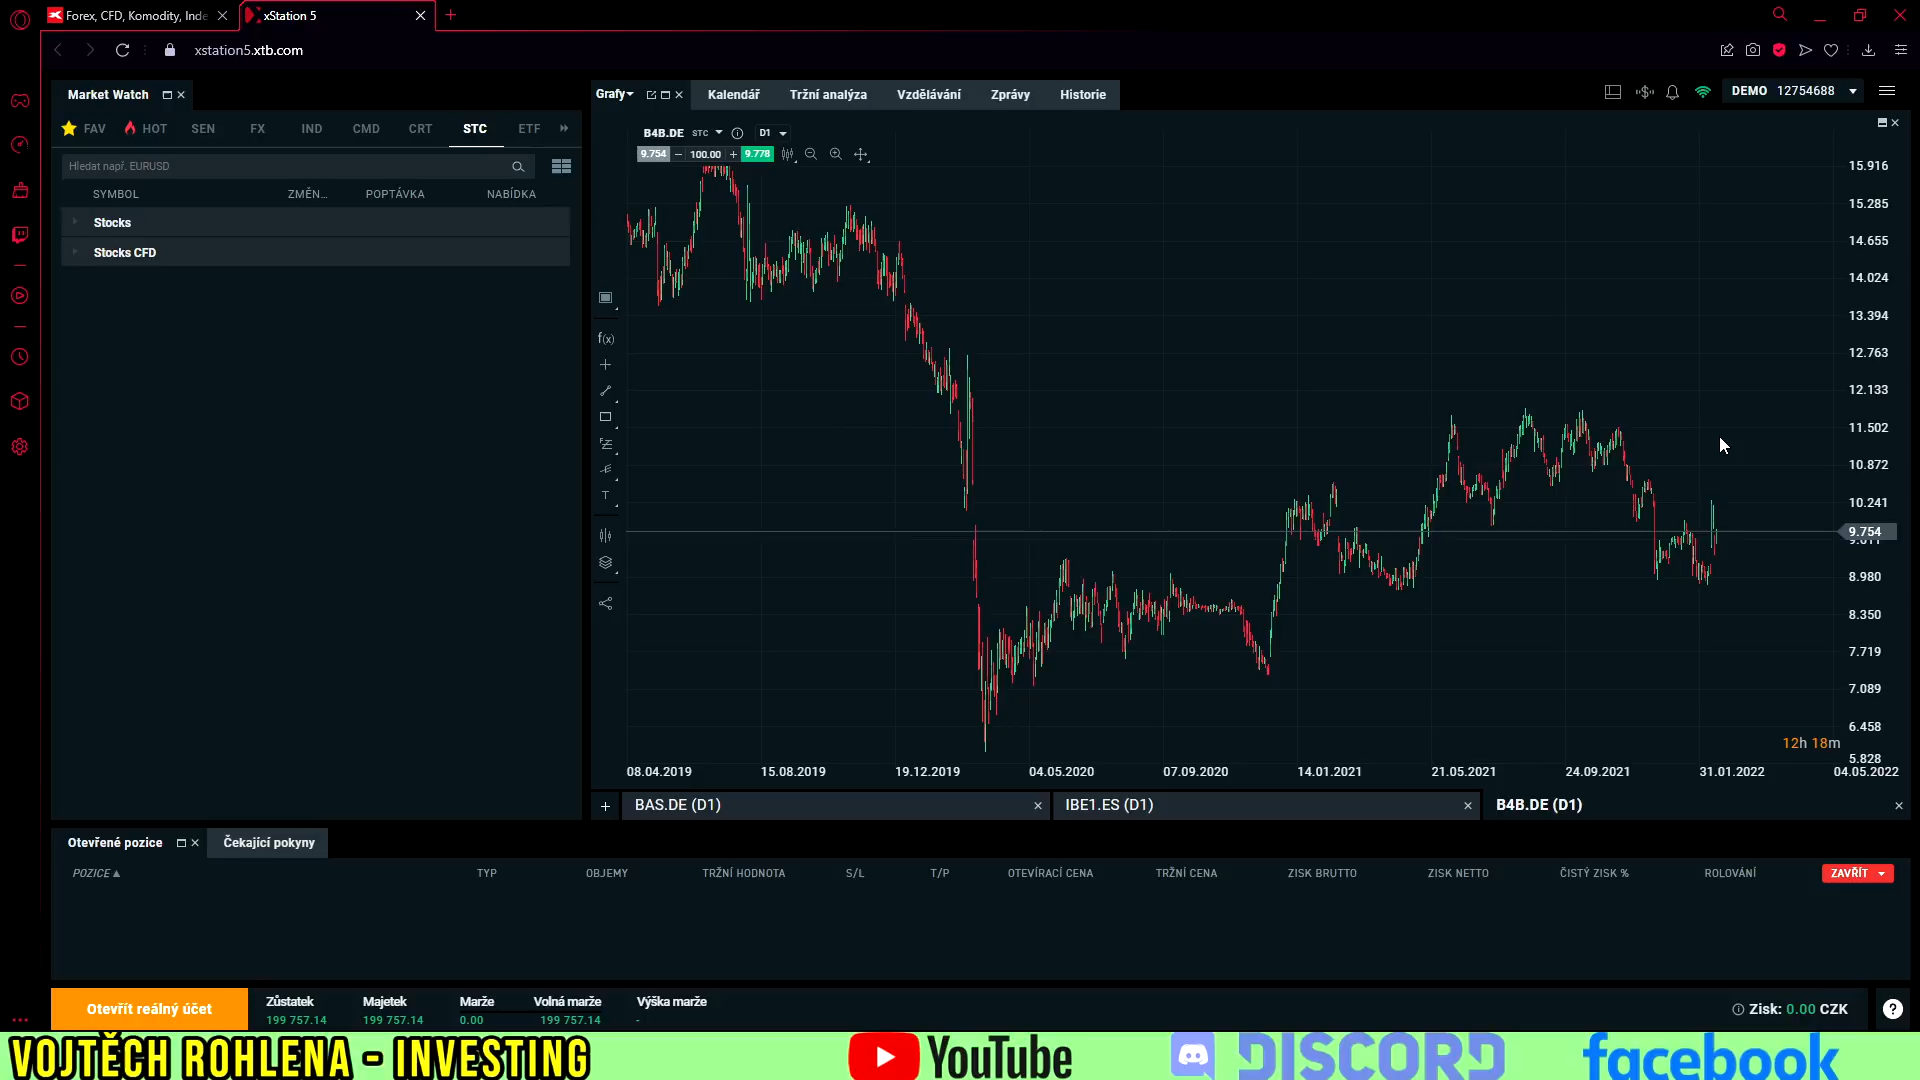 Forex, CFD, Komodity, Inde
xStation 5
xstation5.xtb.com
Market Watch
Grafy
Kalendář
Tržní analýza
Vzdělávání
Zprávy
Historie
DEMO 12754688
FAV
HOT
SEN
FX
IND
CMD
CRT
STC
ETF
B4B.DE STC
D1
9.754 – 100.00 + 9.778
Hledat např. EURUSD
SYMBOL
ZMĚN...
POPTÁVKA
NABÍDKA
Stocks
Stocks CFD
f(x)
T
15.916
15.285
14.655
14.024
13.394
12.763
12.133
11.502
10.872
10.241
9.754
9.611
8.980
8.350
7.719
7.089
6.458
5.828
12h 18m
08.04.2019
15.08.2019
19.12.2019
04.05.2020
07.09.2020
14.01.2021
21.05.2021
24.09.2021
31.01.2022
04.05.2022
BAS.DE (D1)
IBE1.ES (D1)
B4B.DE (D1)
Otevřené pozice
Čekající pokyny
POZICE
TYP
OBJEMY
TRŽNÍ HODNOTA
S/L
T/P
OTEVÍRACÍ CENA
TRŽNÍ CENA
ZISK BRUTTO
ZISK NETTO
ČISTÝ ZISK %
ROLOVÁNÍ
ZAVŘÍT
Otevřít reálný účet
Zůstatek
Majetek
Marže
Volná marže
Výška marže
199 757.14
199 757.14
0.00
199 757.14
-
Zisk: 0.00 CZK
?
VOJTĚCH ROHLENA - INVESTING
YouTube
DISCORD
facebook